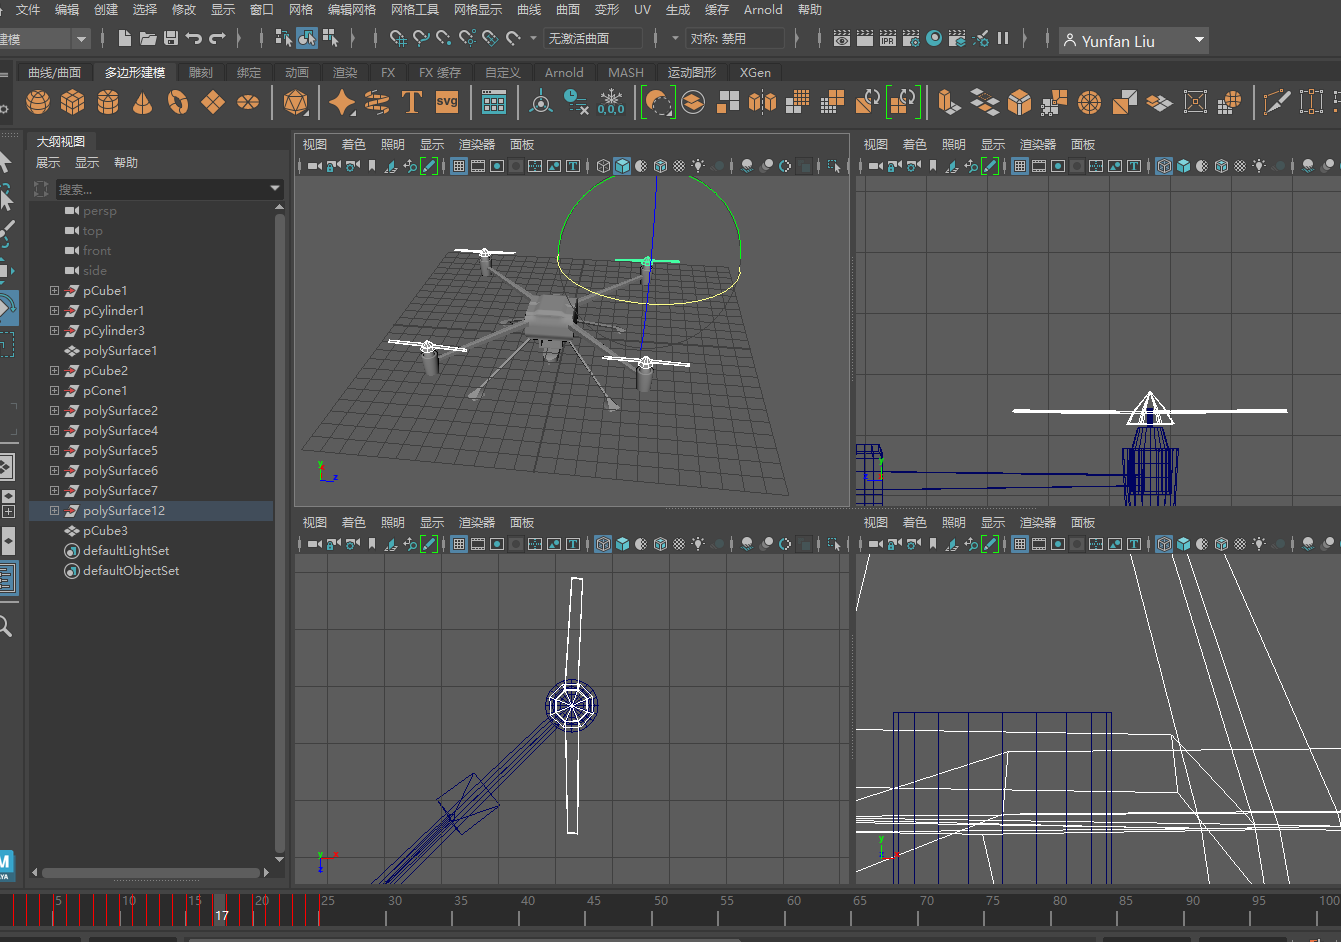 文件 编辑 创建 选择 修改 显示 窗口 网格 编辑网格 网格工具 网格显示 曲线 曲面 变形 UV 生成 缓存 Arnold 帮助
建模 无激活曲面 对称: 禁用 IPR Yunfan Liu
曲线/曲面 多边形建模 雕刻 绑定 动画 渲染 FX FX 缓存 自定义 Arnold MASH 运动图形 XGen
T svg 0,0,0
大纲视图
展示 显示 帮助
搜索...
persp
top
front
side
pCube1
pCylinder1
pCylinder3
polySurface1
pCube2
pCone1
polySurface2
polySurface4
polySurface5
polySurface6
polySurface7
polySurface12
pCube3
defaultLightSet
defaultObjectSet
视图 着色 照明 显示 渲染器 面板
y
z
视图 着色 照明 显示 渲染器 面板
y
视图 着色 照明 显示 渲染器 面板
y
x
z
视图 着色 照明 显示 渲染器 面板
y
M
5 10 15 17 20 25 30 35 40 45 50 55 60 65 70 75 80 85 90 95 100